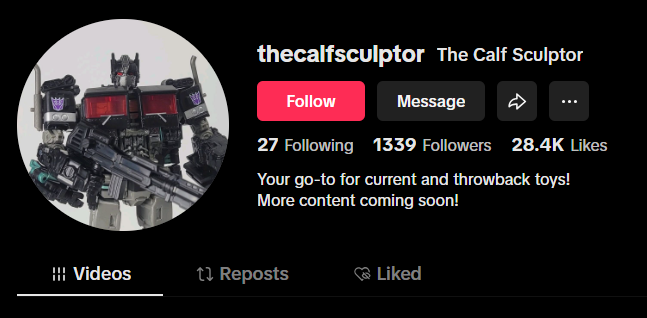 thecalfsculptor The Calf Sculptor
Follow Message
27 Following 1339 Followers 28.4K Likes
Your go-to for current and throwback toys!
More content coming soon!
Videos Reposts Liked